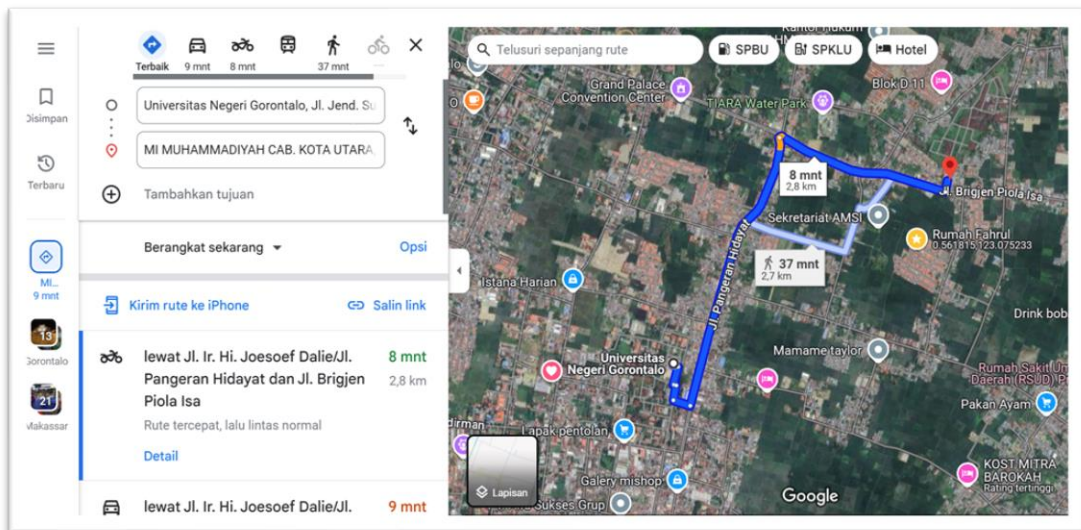 Disimpan
Terbaru
MI...
9 mnt
13
Gorontalo
21
Makassar
Terbaik
9 mnt
8 mnt
37 mnt
Universitas Negeri Gorontalo, Jl. Jend. Su
MI MUHAMMADIYAH CAB. KOTA UTARA,
Tambahkan tujuan
Berangkat sekarang
Opsi
Kirim rute ke iPhone
Salin link
lewat Jl. Ir. Hi. Joesoef Dalie/Jl.
Pangeran Hidayat dan Jl. Brigjen
Piola Isa
8 mnt
2,8 km
Rute tercepat, lalu lintas normal
Detail
lewat Jl. Ir. Hi. Joesoef Dalie/Jl.
9 mnt
Telusuri sepanjang rute
SPBU
SPKLU
Hotel
Grand Palace
Convention Center
TIARA Water Park
Blok D 11
8 mnt
2,8 km
Jl. Brigjen Piola Isa
Sekretariat AMSI
Rumah Fahrul
0.561815,123.075233
37 mnt
2,7 km
Istana Harian
Jl. Pangeran Hidayat
Drink bob
Universitas
Negeri Gorontalo
Mamame taylor
Rumah Sakit Um
Daerah (RSUD) P
Pakan Ayam
Lapak pentolan
Lapisan
Galery mishop
Sukses Grup
Google
KOST MITRA
BAROKAH
Rating tertinggi